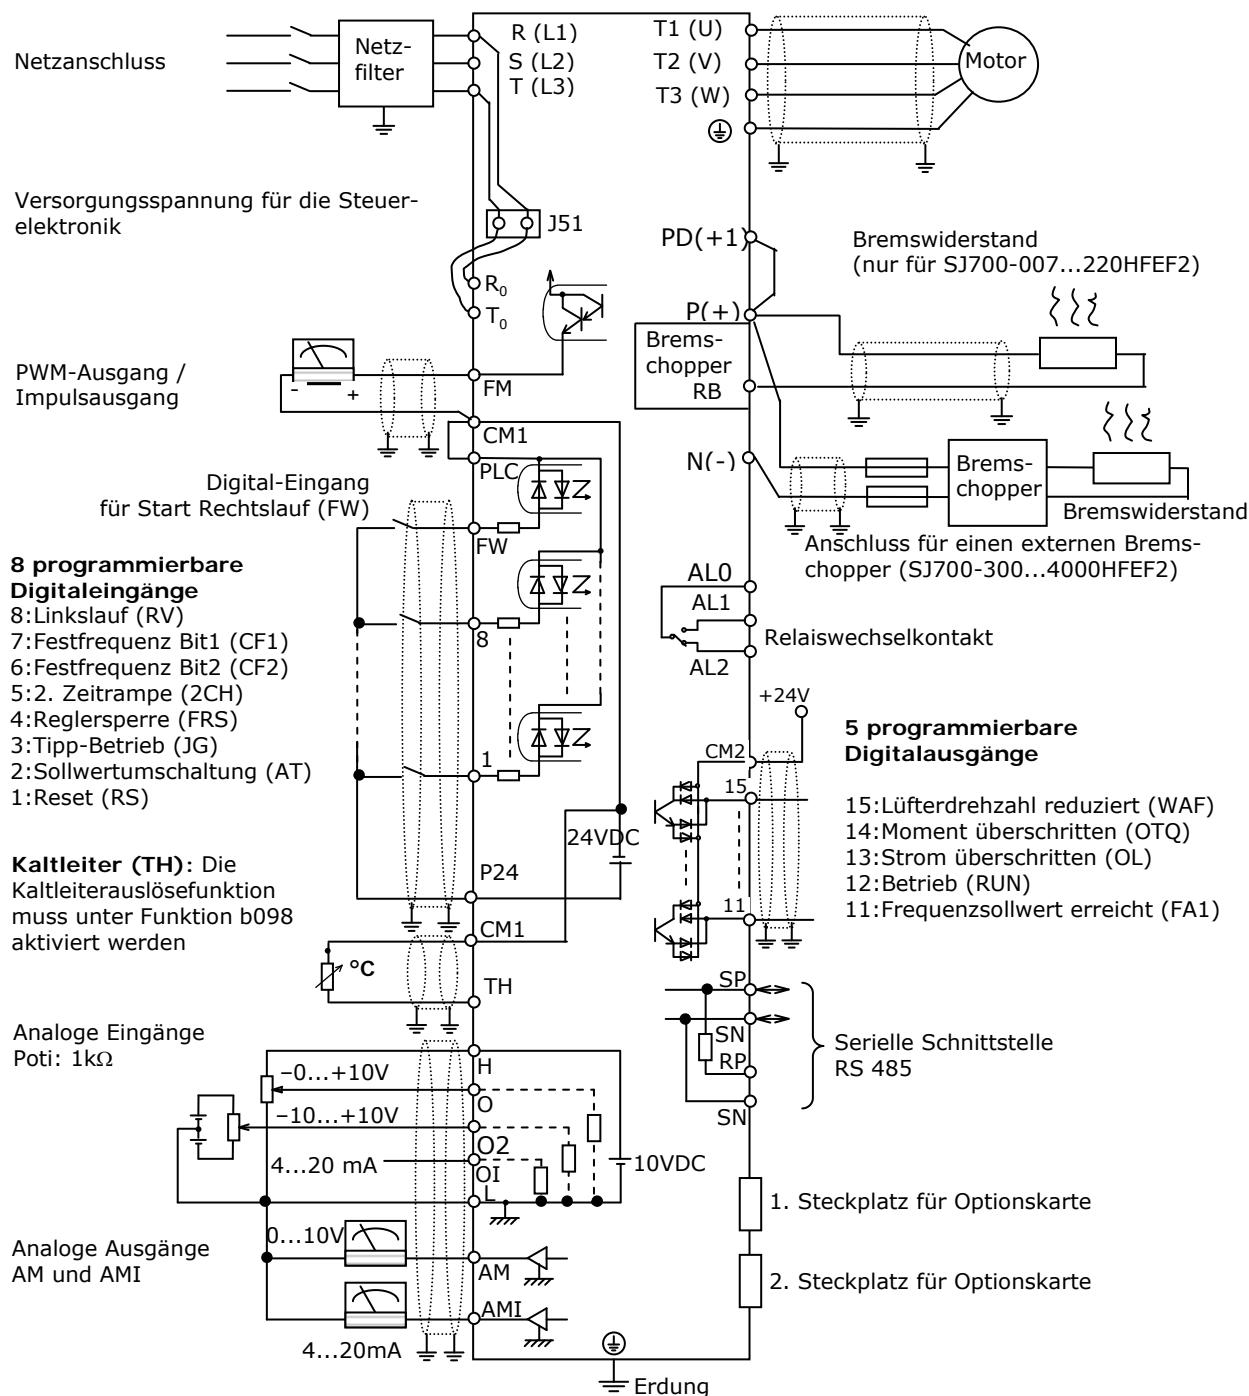 Netzanschluss
Netz-
filter
R (L1)
S (L2)
T (L3)
T1 (U)
T2 (V)
T3 (W)
Motor
Versorgungsspannung für die Steuer-
elektronik
J51
R0
T0
PD(+1)
P(+)
Bremswiderstand
(nur für SJ700-007...220HFEF2)
Brems-
chopper
RB
PWM-Ausgang /
Impulsausgang
-
+
FM
CM1
PLC
N(-)
Brems-
chopper
Bremswiderstand
Anschluss für einen externen Brems-
chopper (SJ700-300...4000HFEF2)
Digital-Eingang
für Start Rechtslauf (FW)
FW
8 programmierbare
Digitaleingänge
8:Linkslauf (RV)
7:Festfrequenz Bit1 (CF1)
6:Festfrequenz Bit2 (CF2)
5:2. Zeitrampe (2CH)
4:Reglersperre (FRS)
3:Tipp-Betrieb (JG)
2:Sollwertumschaltung (AT)
1:Reset (RS)
8
1
AL0
AL1
AL2
Relaiswechselkontakt
+24V
CM2
15
11
5 programmierbare
Digitalausgänge
15:Lüfterdrehzahl reduziert (WAF)
14:Moment überschritten (OTQ)
13:Strom überschritten (OL)
12:Betrieb (RUN)
11:Frequenzsollwert erreicht (FA1)
24VDC
P24
CM1
Kaltleiter (TH): Die
Kaltleiterauslösefunktion
muss unter Funktion b098
aktiviert werden
°C
TH
SP
SN
RP
SN
Serielle Schnittstelle
RS 485
Analoge Eingänge
Poti: 1kΩ
H
−0...+10V
O
−10...+10V
O2
4...20 mA
OI
L
10VDC
1. Steckplatz für Optionskarte
2. Steckplatz für Optionskarte
Analoge Ausgänge
AM und AMI
0...10V
AM
AMI
4...20mA
Erdung